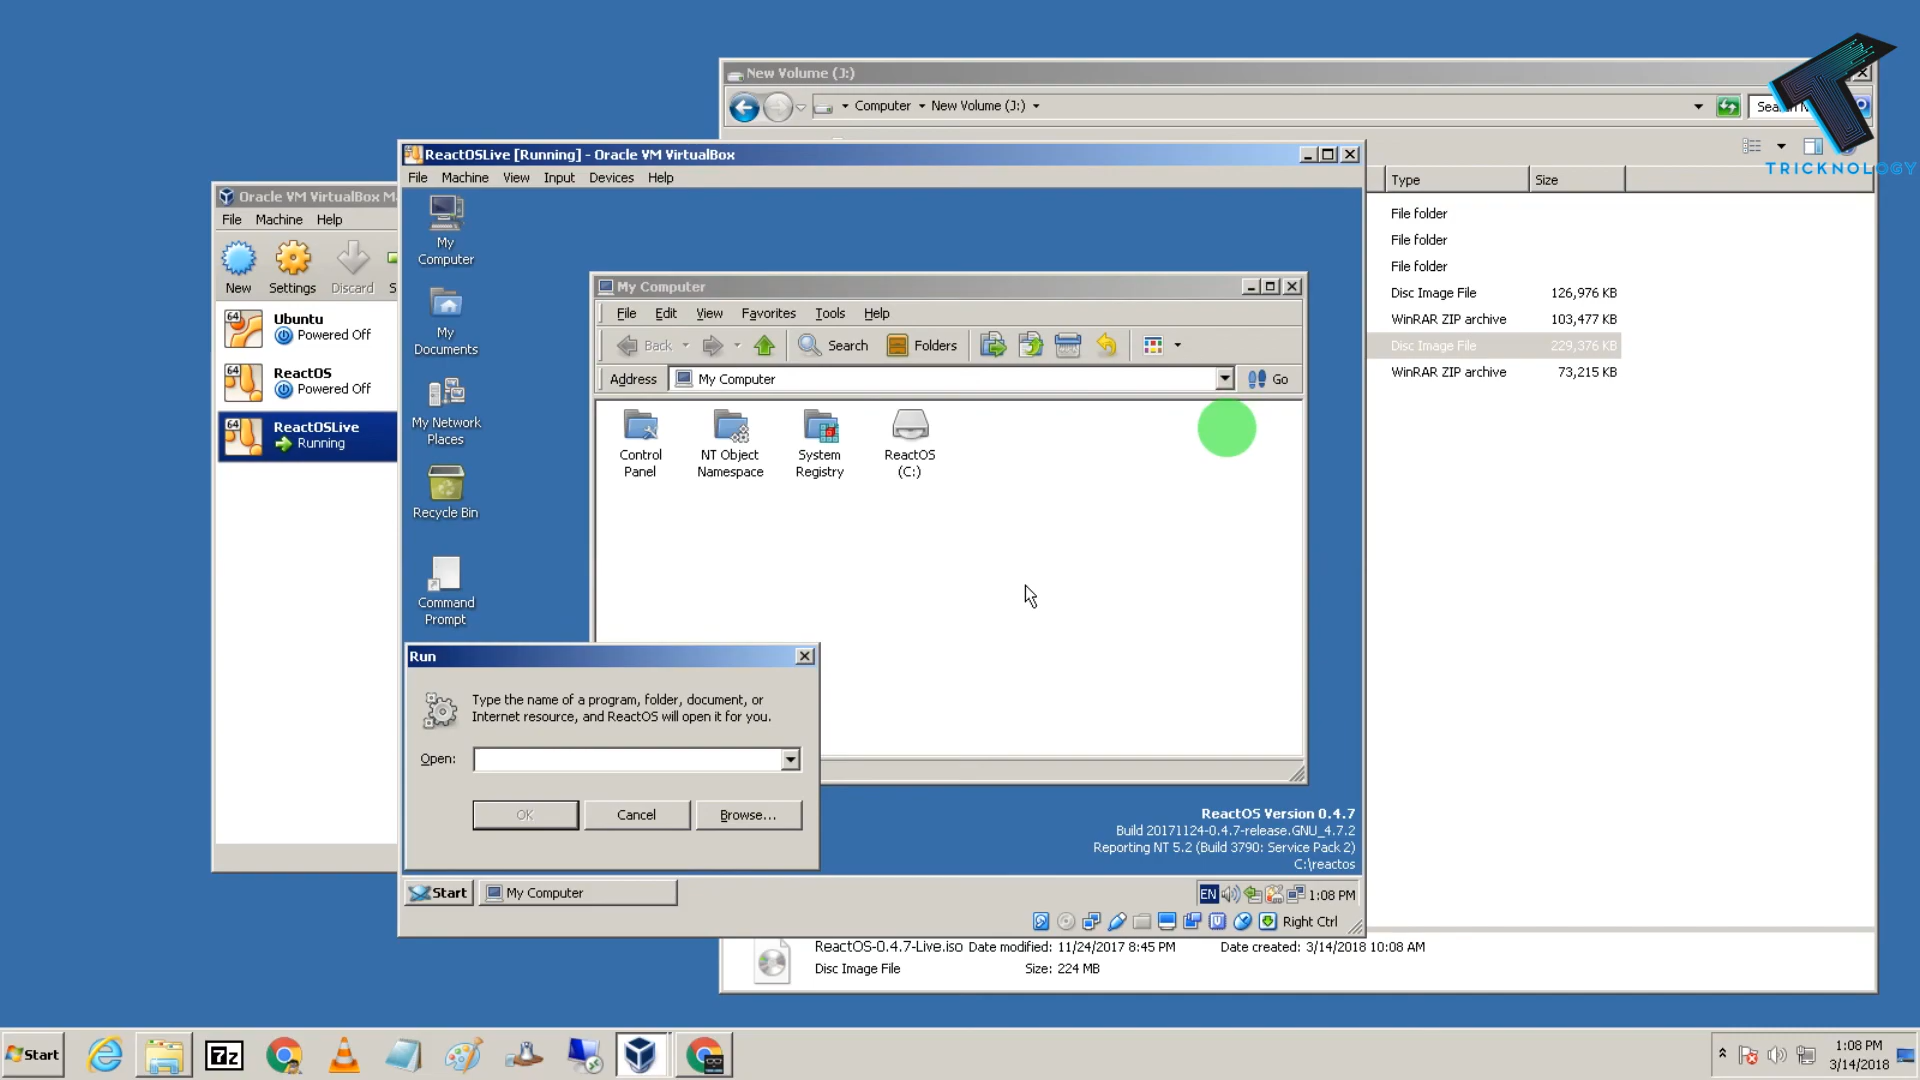 New Volume (J:)
Computer
New Volume (J:)
TRICKNOLOGY
Type
Size
File folder
File folder
File folder
Disc Image File
126,976 KB
WinRAR ZIP archive
103,477 KB
Disc Image File
229,376 KB
WinRAR ZIP archive
73,215 KB
Oracle VM VirtualBox M
File
Machine
Help
New
Settings
Discard
S
64
Ubuntu
Powered Off
64
ReactOS
Powered Off
64
ReactOSLive
Running
ReactOSLive [Running] - Oracle VM VirtualBox
File
Machine
View
Input
Devices
Help
My
Computer
My
Documents
My Network
Places
Recycle Bin
Command
Prompt
My Computer
File
Edit
View
Favorites
Tools
Help
Back
Search
Folders
Address
My Computer
Go
Control
Panel
NT Object
Namespace
System
Registry
ReactOS
(C:)
Run
Type the name of a program, folder, document, or
Internet resource, and ReactOS will open it for you.
Open:
OK
Cancel
Browse...
ReactOS Version 0.4.7
Build 20171124-0.4.7-release.GNU_4.7.2
Reporting NT 5.2 (Build 3790: Service Pack 2)
C:\reactos
Start
My Computer
EN
1:08 PM
Right Ctrl
ReactOS-0.4.7-Live.iso
Date modified: 11/24/2017 8:45 PM
Date created: 3/14/2018 10:08 AM
Disc Image File
Size: 224 MB
Start
7z
1:08 PM
3/14/2018